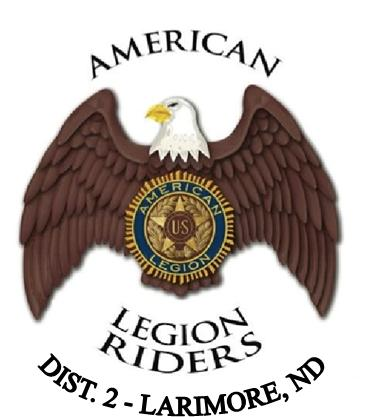 AMERICAN
AMERICAN
US
LEGION
LEGION
RIDERS
DIST. 2 - LARIMORE, ND